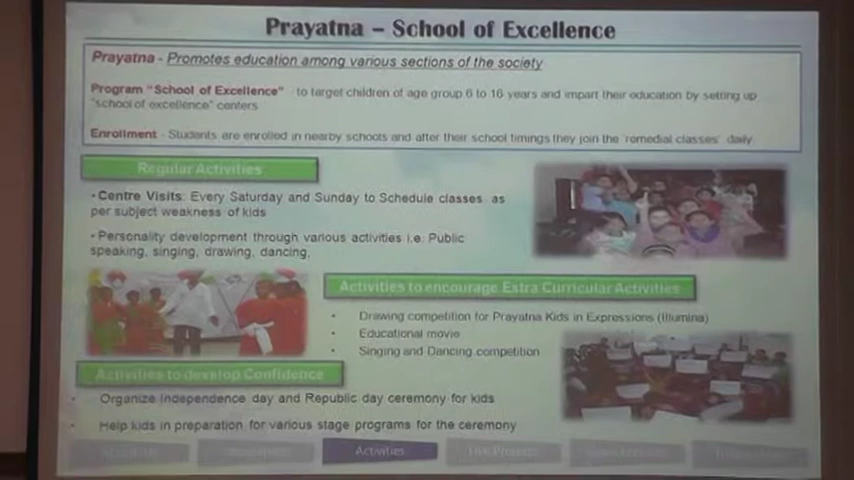 Prayatna – School of Excellence
Prayatna - Promotes education among various sections of the society
Program "School of Excellence" - to target children of age group 6 to 16 years and impart their education by setting up
"school of excellence" centers
Enrollment - Students are enrolled in nearby schools and after their school timings they join the 'remedial classes' daily
Regular Activities
•Centre Visits: Every Saturday and Sunday to Schedule classes as
per subject weakness of kids
•Personality development through various activities i.e. Public
speaking, singing, drawing, dancing,
Activities to encourage Extra Curricular Activities
• Drawing competition for Prayatna Kids in Expressions (Illumina)
• Educational movie
• Singing and Dancing competition
Activities to develop Confidence
• Organize Independence day and Republic day ceremony for kids
• Help kids in preparation for various stage programs for the ceremony
Activities
Live Projects